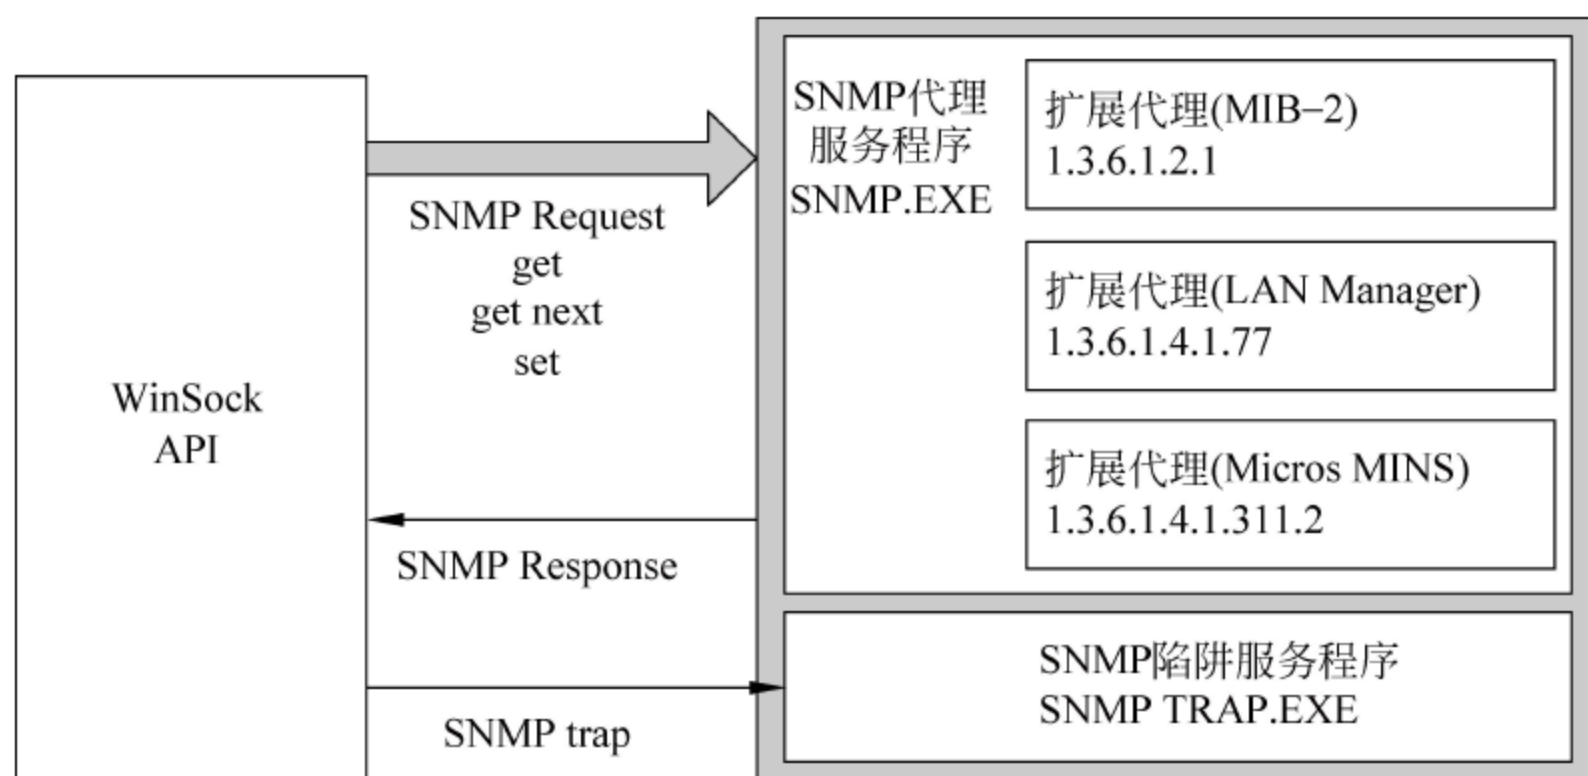 WinSock
API
SNMP Request
get
get next
set
SNMP Response
SNMP trap
SNMP代理
服务程序
SNMP.EXE
扩展代理(MIB–2)
1.3.6.1.2.1
扩展代理(LAN Manager)
1.3.6.1.4.1.77
扩展代理(Micros MINS)
1.3.6.1.4.1.311.2
SNMP陷阱服务程序
SNMP TRAP.EXE